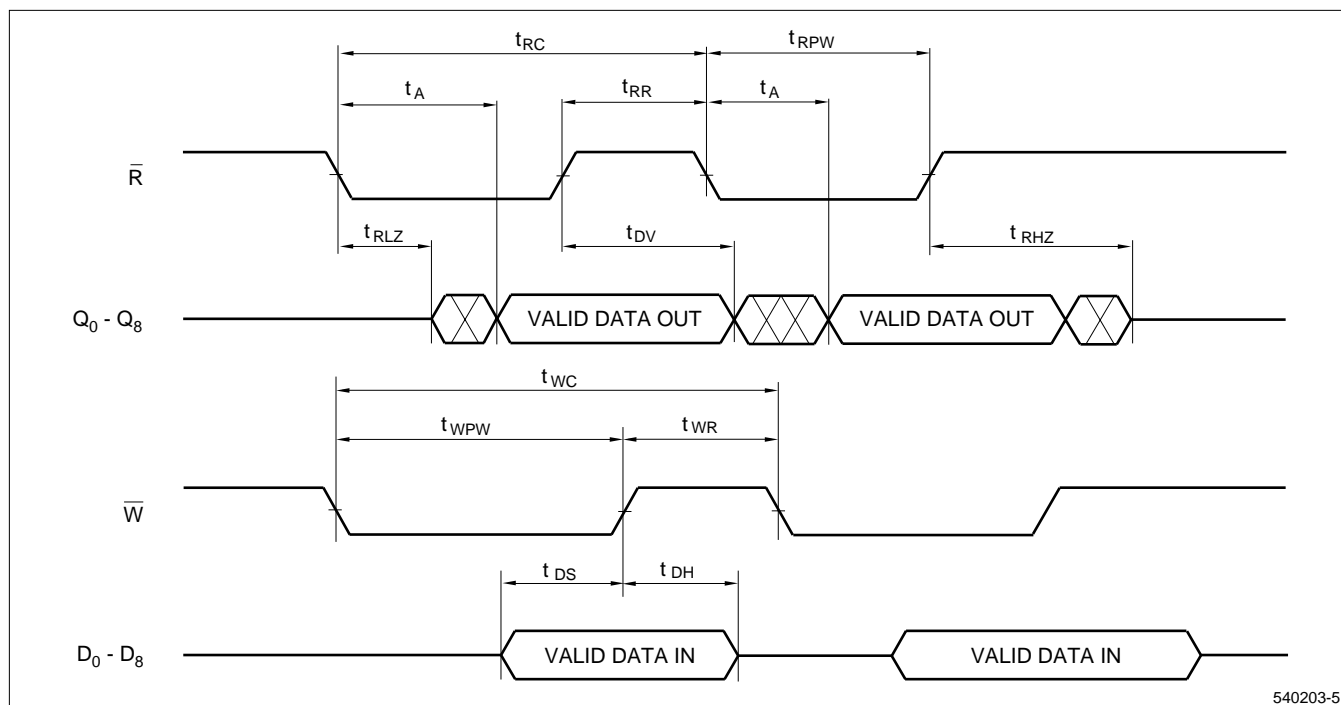 tRC
tRPW
tA
tRR
tA
R̅
tRLZ
tDV
tRHZ
Q0 - Q8
VALID DATA OUT
VALID DATA OUT
tWC
tWPW
tWR
W̅
tDS
tDH
D0 - D8
VALID DATA IN
VALID DATA IN
540203-5